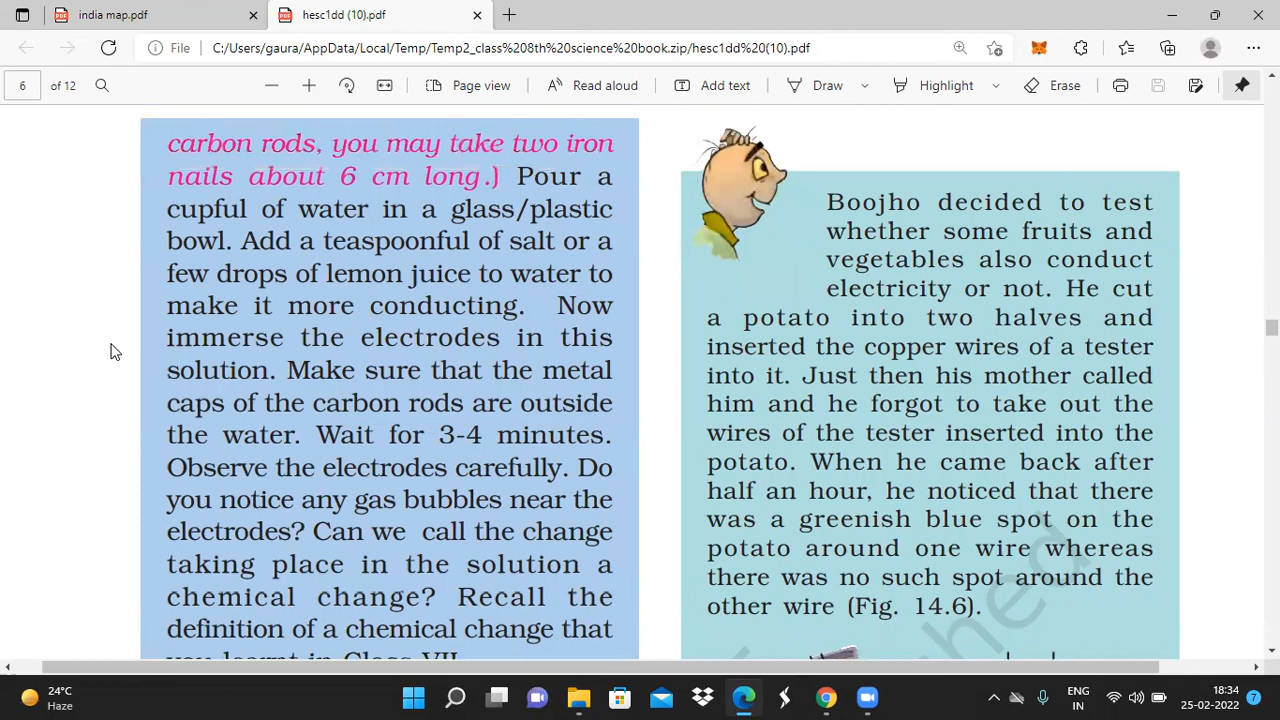 india map.pdf
hesc1dd (10).pdf
File
C:/Users/gaura/AppData/Local/Temp/Temp2_class%208th%20science%20book.zip/hesc1dd%20(10).pdf
6 of 12
Page view
Read aloud
Add text
Draw
Highlight
Erase
carbon rods, you may take two iron
nails about 6 cm long.) Pour a
cupful of water in a glass/plastic
bowl. Add a teaspoonful of salt or a
few drops of lemon juice to water to
make it more conducting. Now
immerse the electrodes in this
solution. Make sure that the metal
caps of the carbon rods are outside
the water. Wait for 3-4 minutes.
Observe the electrodes carefully. Do
you notice any gas bubbles near the
electrodes? Can we call the change
taking place in the solution a
chemical change? Recall the
definition of a chemical change that
you learnt in Class VII.
Boojho decided to test
whether some fruits and
vegetables also conduct
electricity or not. He cut
a potato into two halves and
inserted the copper wires of a tester
into it. Just then his mother called
him and he forgot to take out the
wires of the tester inserted into the
potato. When he came back after
half an hour, he noticed that there
was a greenish blue spot on the
potato around one wire whereas
there was no such spot around the
other wire (Fig. 14.6).
24°C
Haze
ENG
IN
18:34
25-02-2022
7